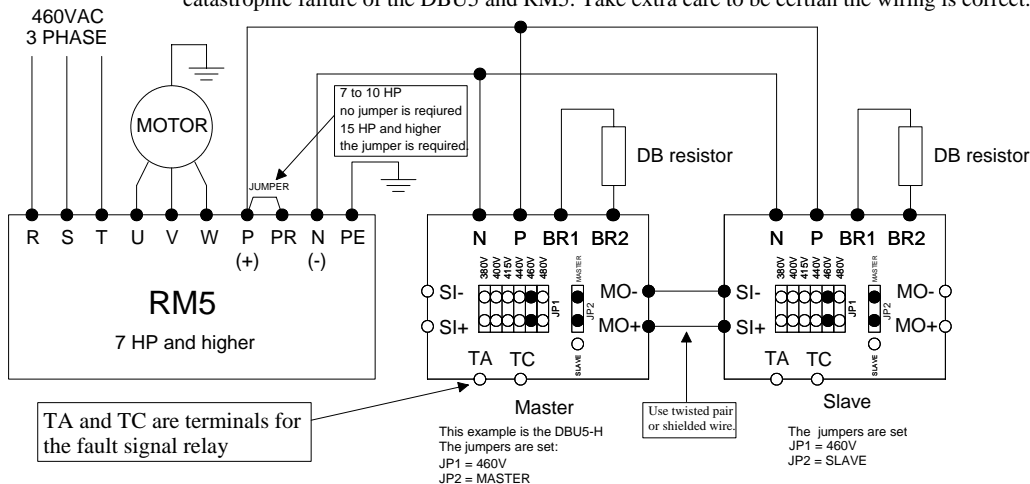 catastrophic failure of the DBU5 and RM5. Take extra care to be certian the wiring is correct.
460VAC
3 PHASE
MOTOR
7 to 10 HP
no jumper is reqiured
15 HP and higher
the jumper is required.
DB resistor
DB resistor
JUMPER
R S T U V W P PR N PE
(+) (-)
RM5
7 HP and higher
N P BR1 BR2
380V
400V
415V
440V
460V
480V
JP1
MASTER
JP2
SLAVE
SI-
SI+
MO-
MO+
TA TC
N P BR1 BR2
380V
400V
415V
440V
460V
480V
JP1
MASTER
JP2
SLAVE
SI-
SI+
MO-
MO+
TA TC
TA and TC are terminals for
the fault signal relay
Master
This example is the DBU5-H
The jumpers are set:
JP1 = 460V
JP2 = MASTER
Use twisted pair
or shielded wire.
Slave
The jumpers are set
JP1 = 460V
JP2 = SLAVE